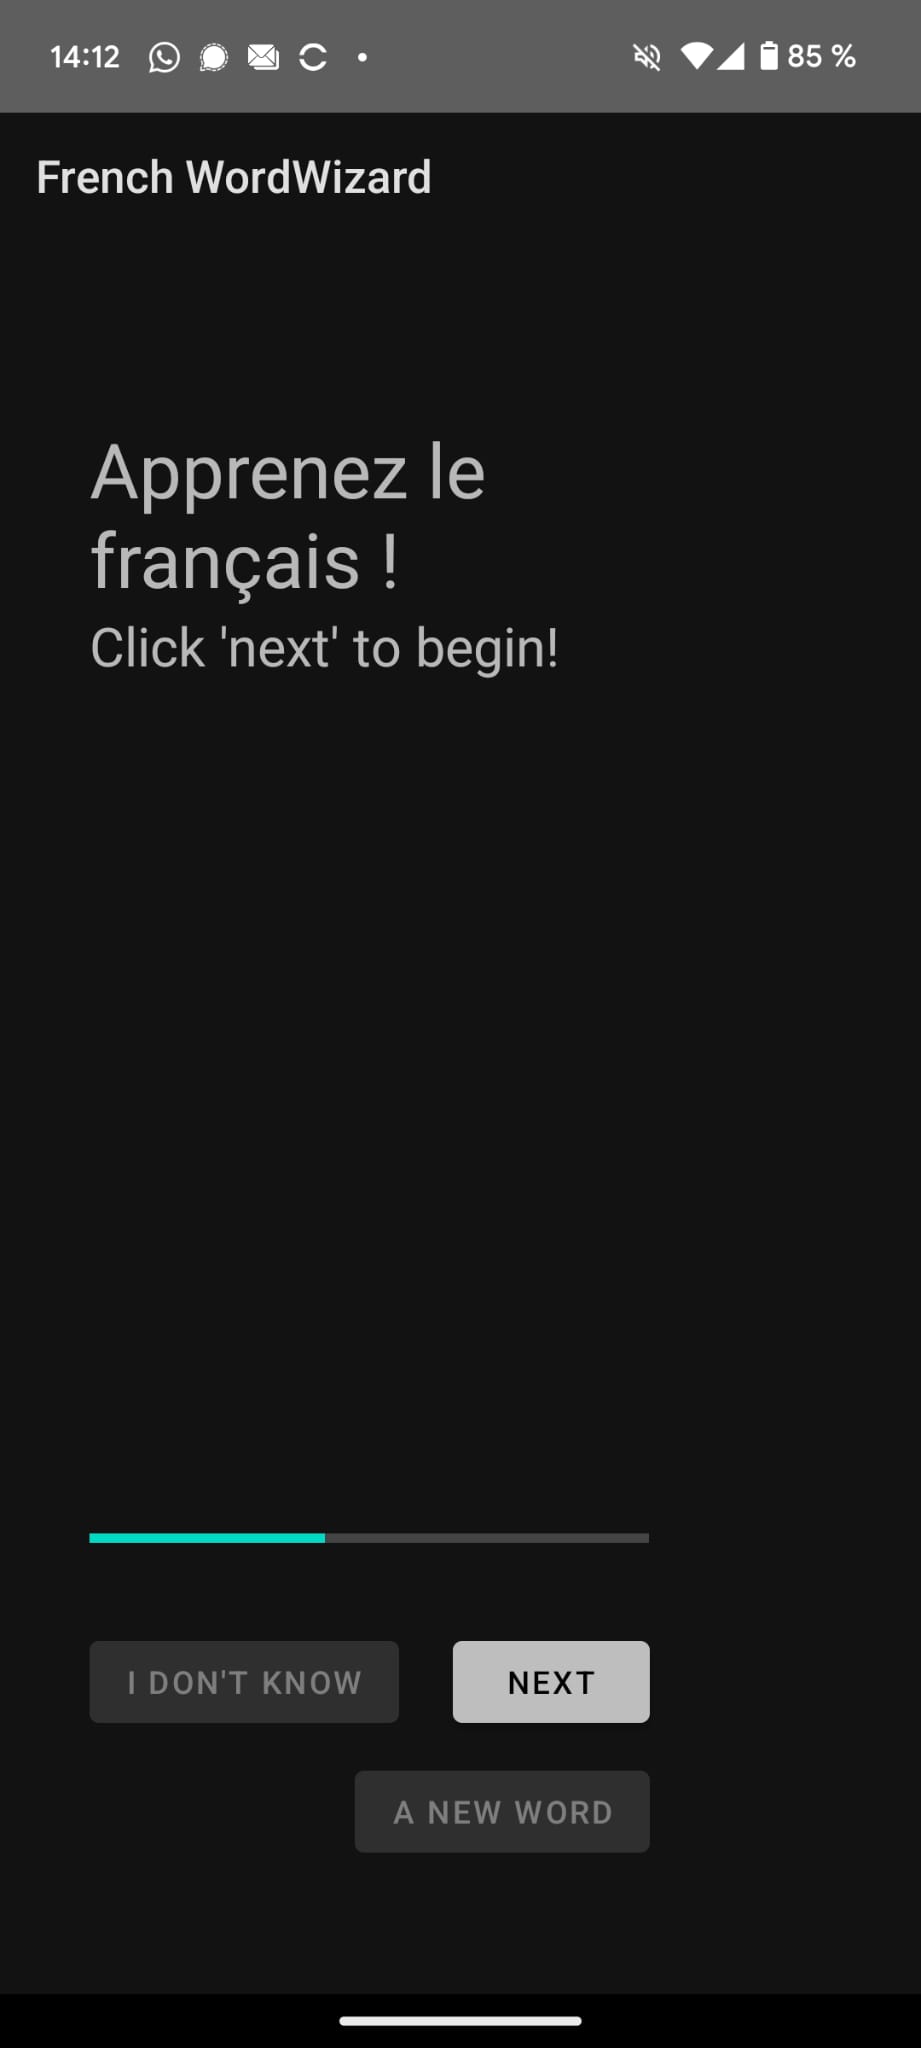 14:12 85 %
French WordWizard
Apprenez le
français !
Click 'next' to begin!
I DON'T KNOW NEXT
A NEW WORD